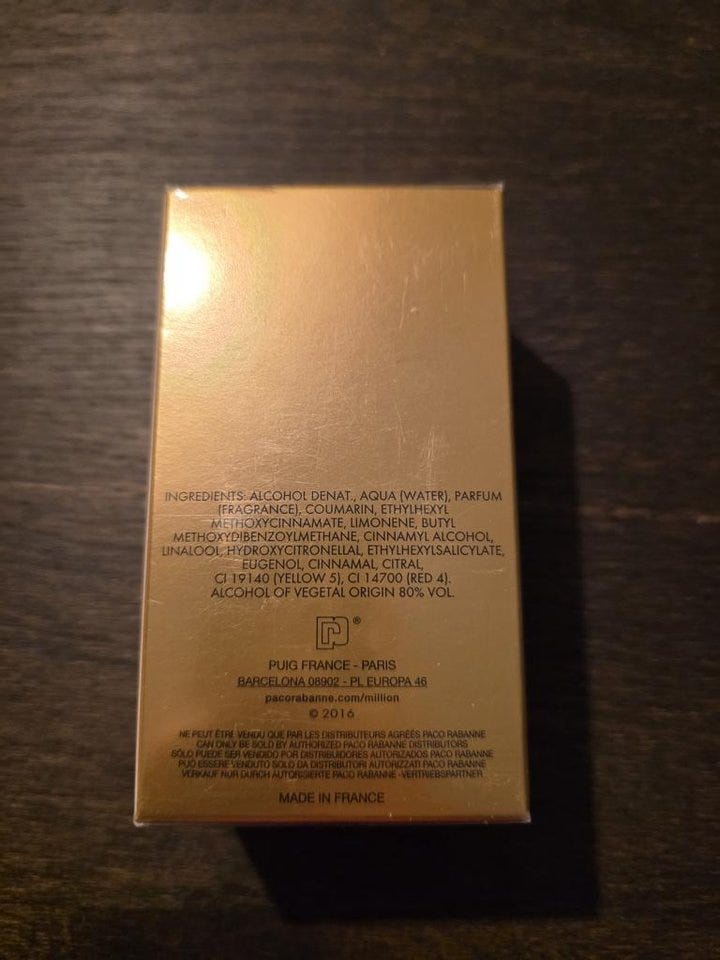 INGREDIENTS: ALCOHOL DENAT., AQUA (WATER), PARFUM
(FRAGRANCE), COUMARIN, ETHYLHEXYL
METHOXYCINNAMATE, LIMONENE, BUTYL
METHOXYDIBENZOYLMETHANE, CINNAMYL ALCOHOL,
LINALOOL, HYDROXYCITRONELLAL, ETHYLHEXYLSALICYLATE,
EUGENOL, CINNAMAL, CITRAL,
CI 19140 (YELLOW 5), CI 14700 (RED 4).
ALCOHOL OF VEGETAL ORIGIN 80% VOL.
®
PUIG FRANCE - PARIS
BARCELONA 08902 - PL EUROPA 46
pacorabanne.com/million
© 2016
NE PEUT ÊTRE VENDU QUE PAR LES DISTRIBUTEURS AGRÉÉS PACO RABANNE
CAN ONLY BE SOLD BY AUTHORIZED PACO RABANNE DISTRIBUTORS
SÓLO PUEDE SER VENDIDO POR DISTRIBUIDORES AUTORIZADOS PACO RABANNE
PUÒ ESSERE VENDUTO SOLO DA DISTRIBUTORI AUTORIZZATI PACO RABANNE
VERKAUF NUR DURCH AUTORISIERTE PACO RABANNE -VERTRIEBSPARTNER
MADE IN FRANCE